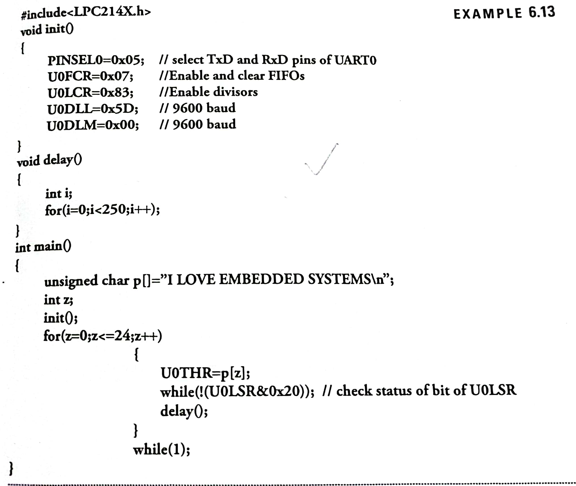 EXAMPLE 6.13
#include<LPC214X.h>
void init()
{
PINSEL0=0x05; // select TxD and RxD pins of UART0
U0FCR=0x07; //Enable and clear FIFOs
U0LCR=0x83; //Enable divisors
U0DLL=0x5D; // 9600 baud
U0DLM=0x00; // 9600 baud
}
void delay()
{
int i;
for(i=0;i<250;i++);
}
int main()
{
unsigned char p[]="I LOVE EMBEDDED SYSTEMS\n";
int z;
init();
for(z=0;z<=24;z++)
{
U0THR=p[z];
while(!(U0LSR&0x20)); // check status of bit of U0LSR
delay();
}
while(1);
}